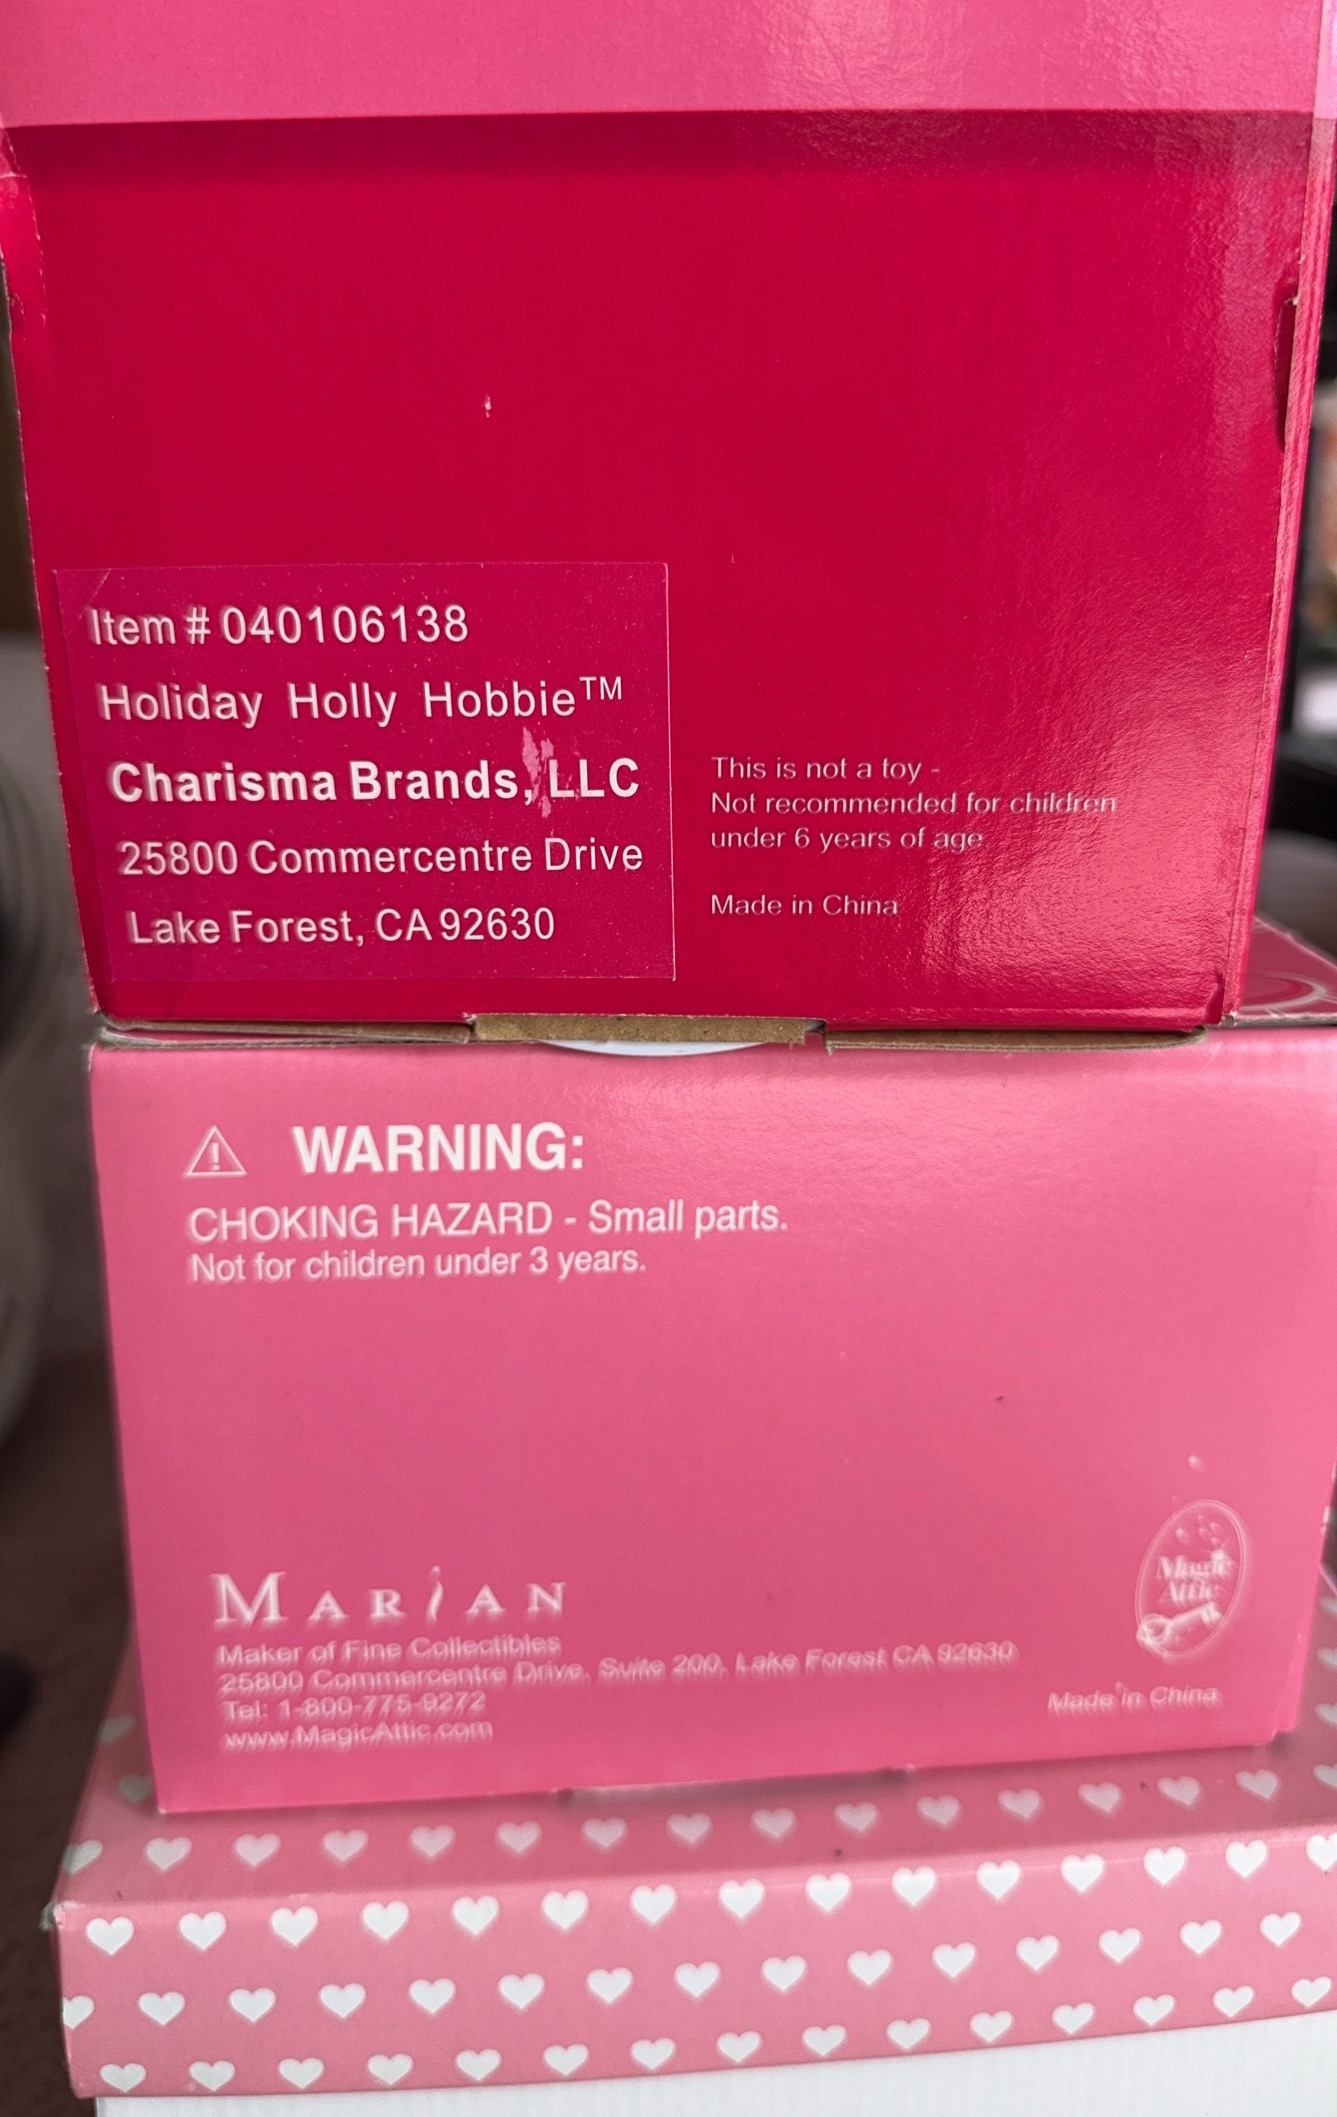 Item # 040106138
Holiday Holly Hobbie™
Charisma Brands, LLC
25800 Commercentre Drive
Lake Forest, CA 92630
This is not a toy -
Not recommended for children
under 6 years of age
Made in China
WARNING:
CHOKING HAZARD - Small parts.
Not for children under 3 years.
MARIAN
Maker of Fine Collectibles
25800 Commercentre Drive, Suite 200, Lake Forest CA 92630
Tel: 1-800-775-9272
www.MagicAttic.com
Magic
Attic
Made in China